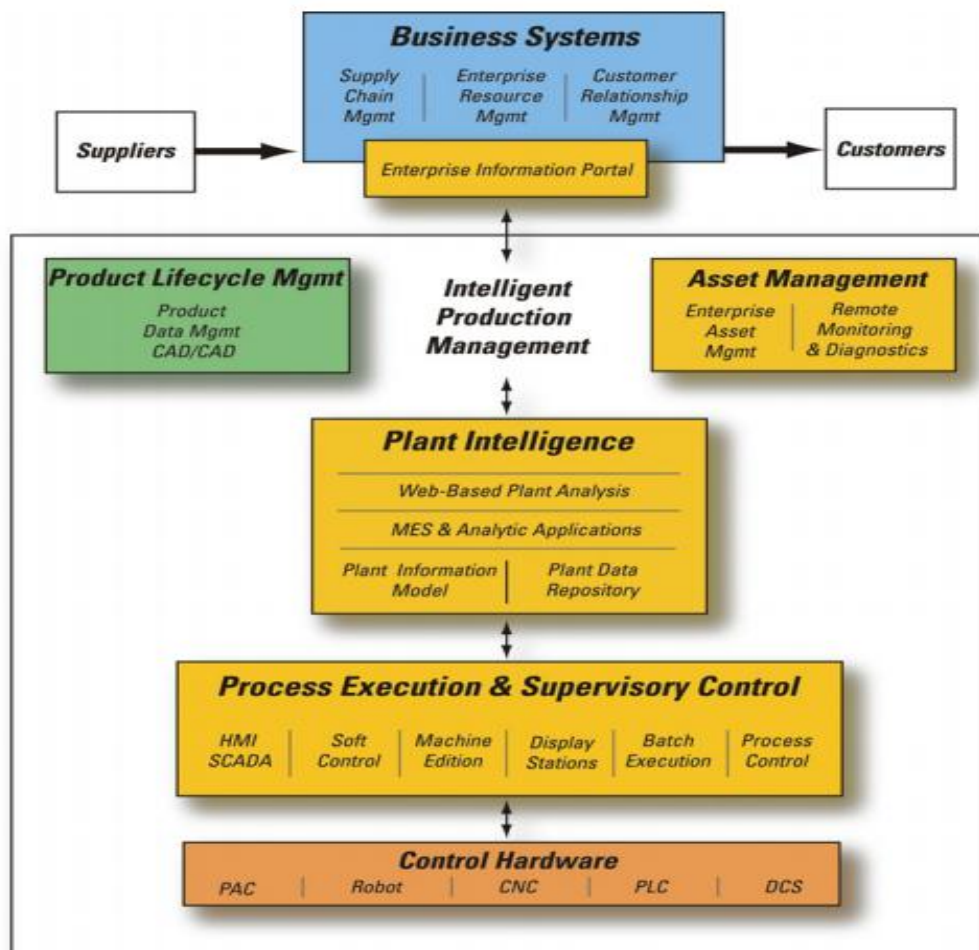 Business Systems
Supply
Chain
Mgmt
Enterprise
Resource
Mgmt
Customer
Relationship
Mgmt
Suppliers
Customers
Enterprise Information Portal
Product Lifecycle Mgmt
Product
Data Mgmt
CAD/CAD
Intelligent
Production
Management
Asset Management
Enterprise
Asset
Mgmt
Remote
Monitoring
& Diagnostics
Plant Intelligence
Web-Based Plant Analysis
MES & Analytic Applications
Plant Information
Model
Plant Data
Repository
Process Execution & Supervisory Control
HMI
SCADA
Soft
Control
Machine
Edition
Display
Stations
Batch
Execution
Process
Control
Control Hardware
PAC
Robot
CNC
PLC
DCS